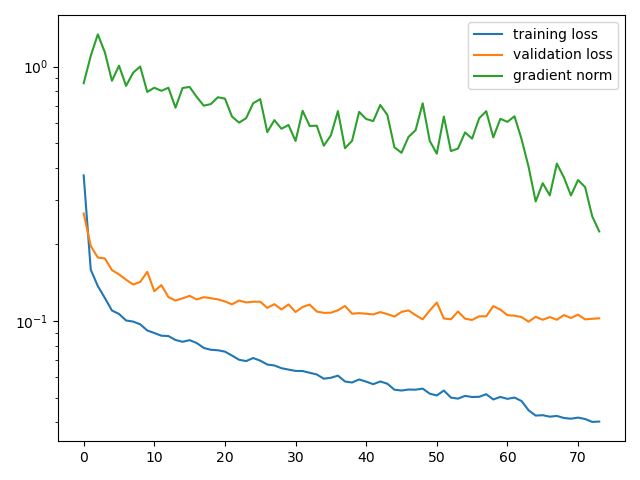 training loss
validation loss
gradient norm
10⁰
10⁻¹
0 10 20 30 40 50 60 70